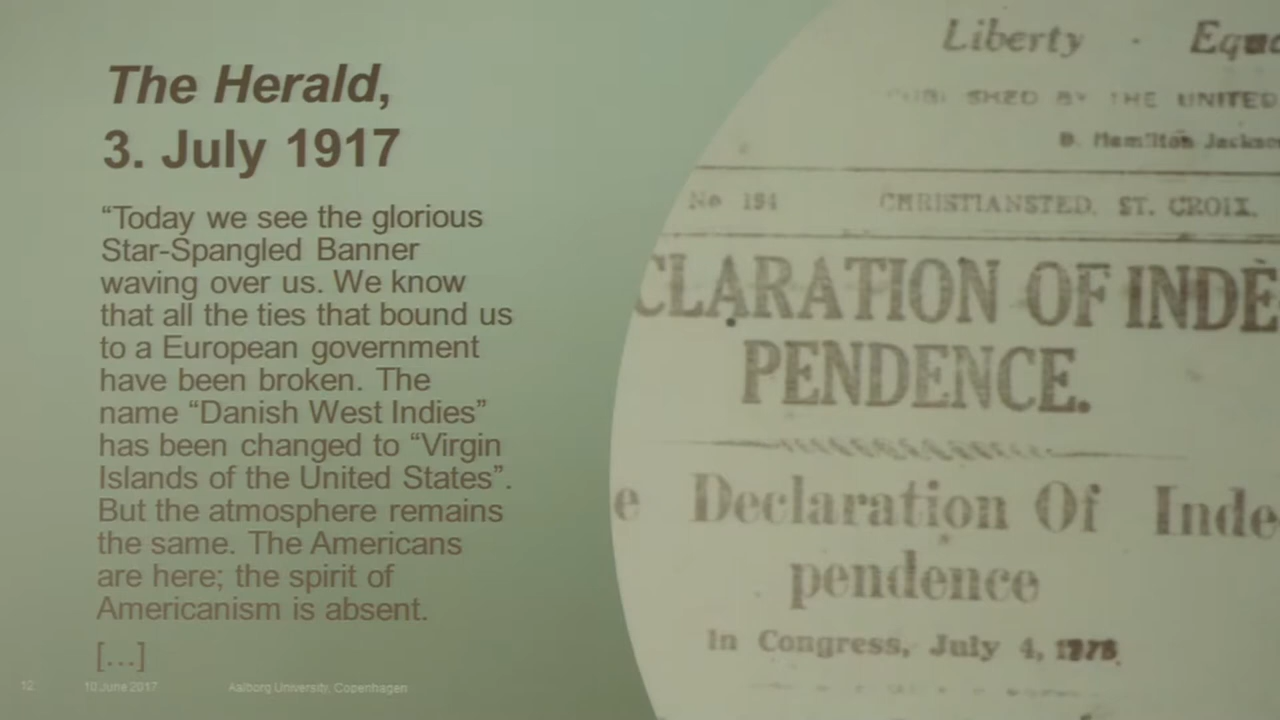 The Herald,
3. July 1917
“Today we see the glorious
Star-Spangled Banner
waving over us. We know
that all the ties that bound us
to a European government
have been broken. The
name “Danish West Indies”
has been changed to “Virgin
Islands of the United States”.
But the atmosphere remains
the same. The Americans
are here; the spirit of
Americanism is absent.
[…]
12 10 June 2017 Aalborg University, Copenhagen
Liberty -
BY THE UNITED
B. Hamilton
No 194 CHRISTIANSTED, ST. CROIX,
CLARATION OF INDE
PENDENCE.
e Declaration Of Inde
pendence
In Congress, July 4, 1776.